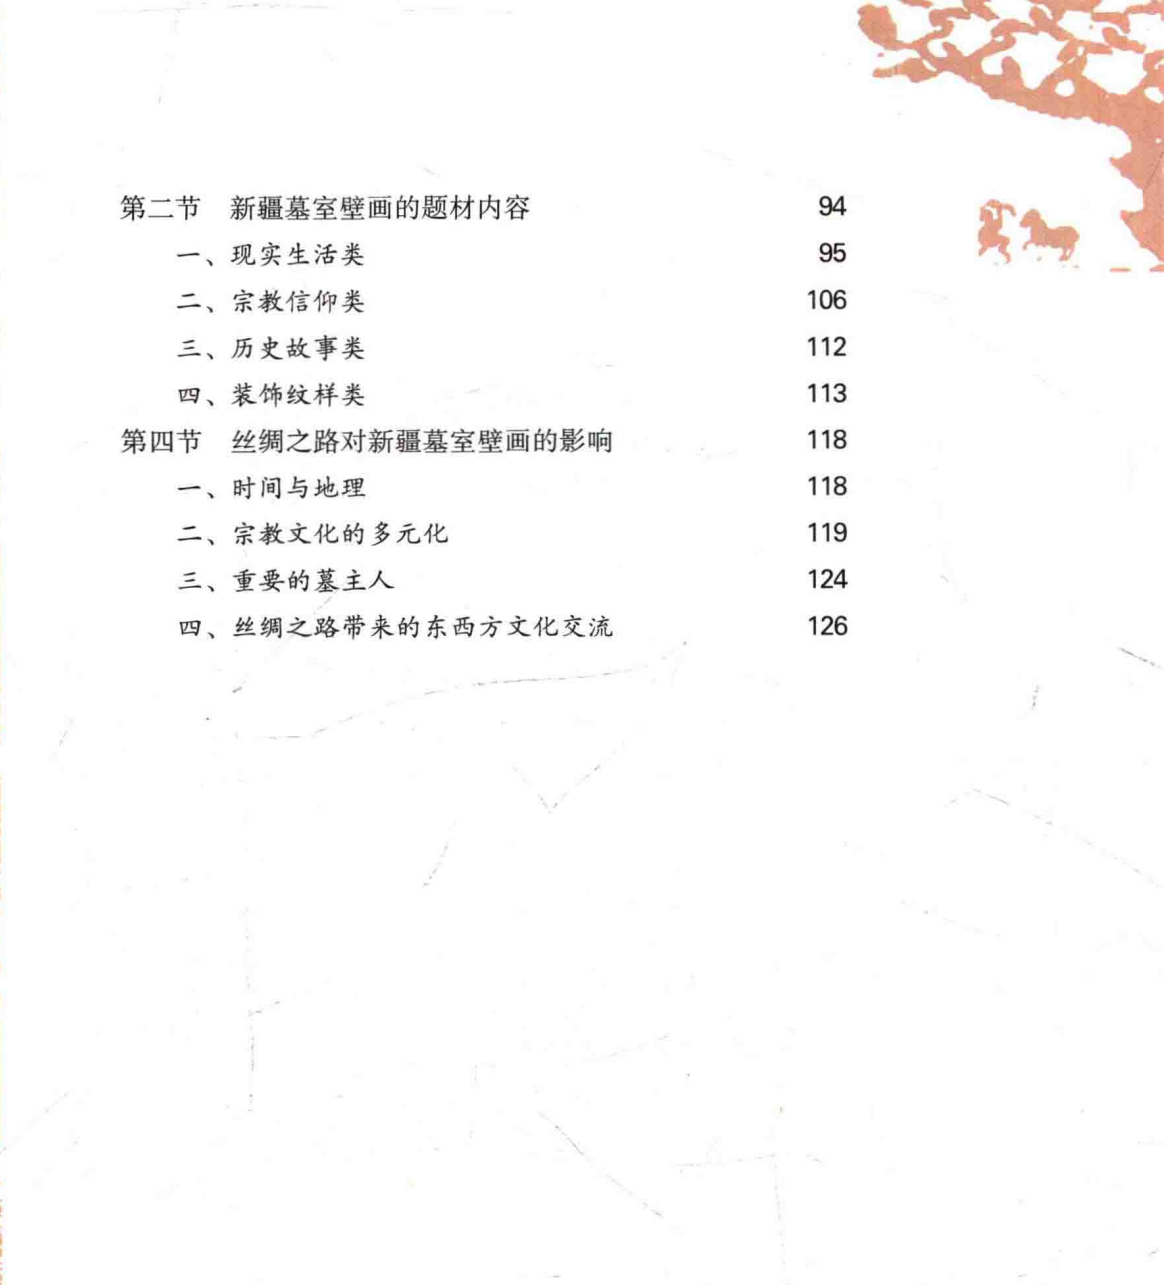 第二节 新疆墓室壁画的题材内容 94
一、现实生活类 95
二、宗教信仰类 106
三、历史故事类 112
四、装饰纹样类 113
第四节 丝绸之路对新疆墓室壁画的影响 118
一、时间与地理 118
二、宗教文化的多元化 119
三、重要的墓主人 124
四、丝绸之路带来的东西方文化交流 126